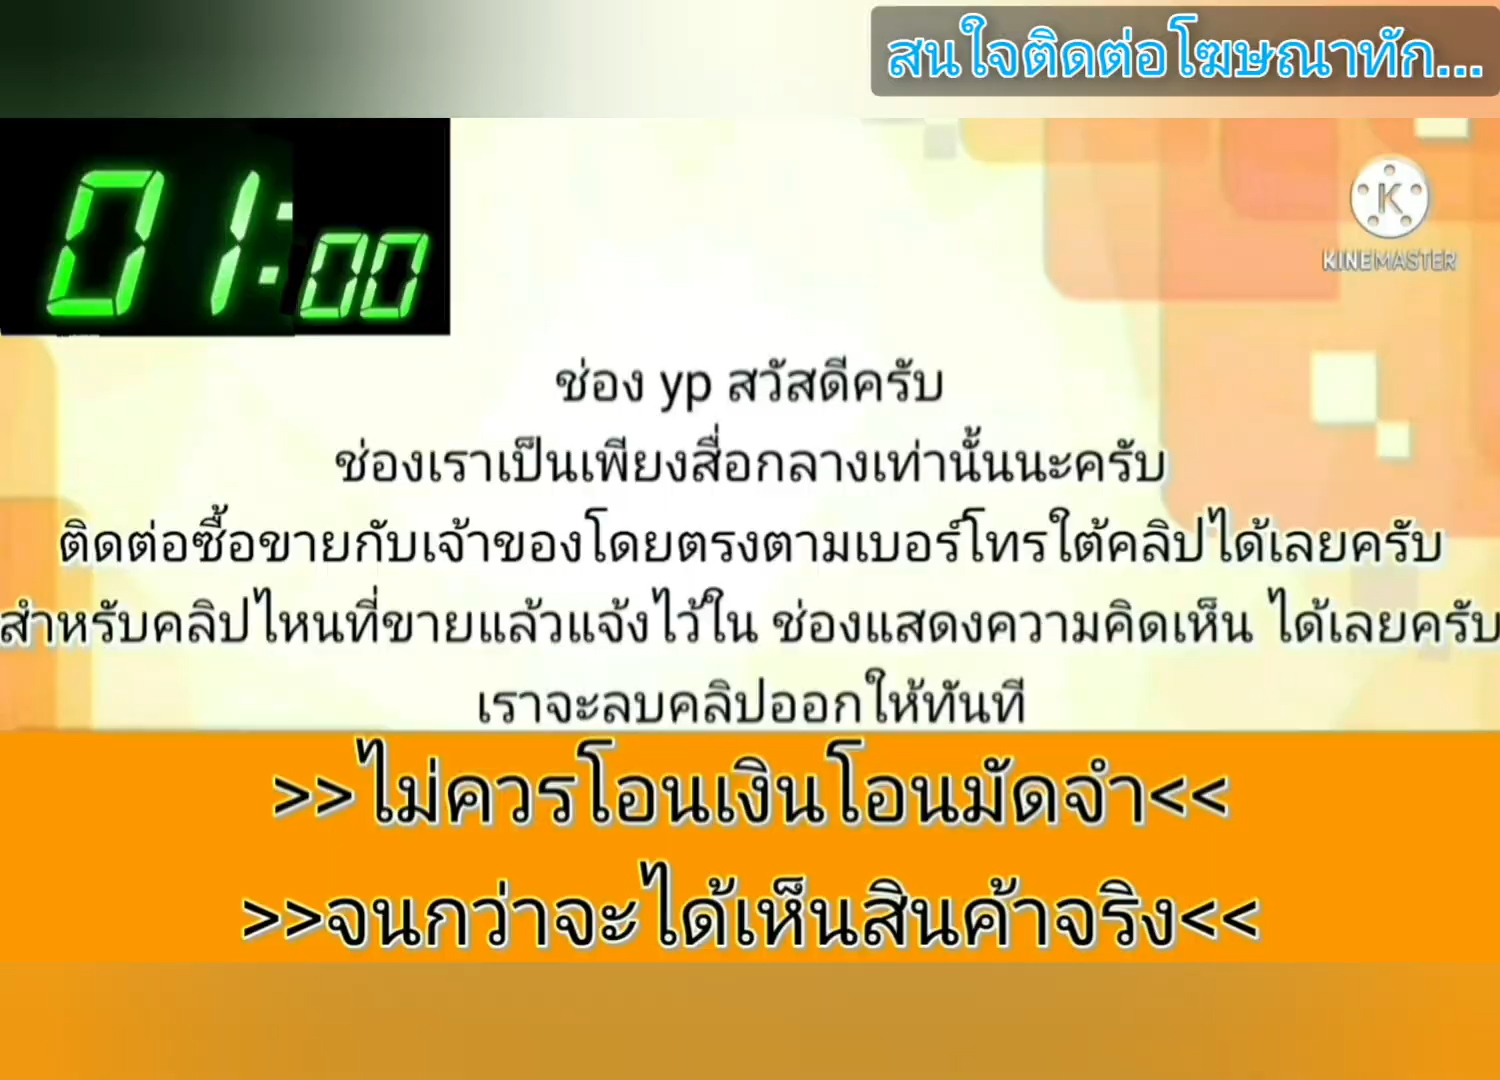 สนใจติดต่อโฆษณาทัก...
01:00
KINEMASTER
ช่อง yp สวัสดีครับ
ช่องเราเป็นเพียงสื่อกลางเท่านั้นนะครับ
ติดต่อซื้อขายกับเจ้าของโดยตรงตามเบอร์โทรใต้คลิปได้เลยครับ
สำหรับคลิปไหนที่ขายแล้วแจ้งไว้ใน ช่องแสดงความคิดเห็น ได้เลยครับ
เราจะลบคลิปออกให้ทันที
>>ไม่ควรโอนเงินโอนมัดจำ<<
>>จนกว่าจะได้เห็นสินค้าจริง<<